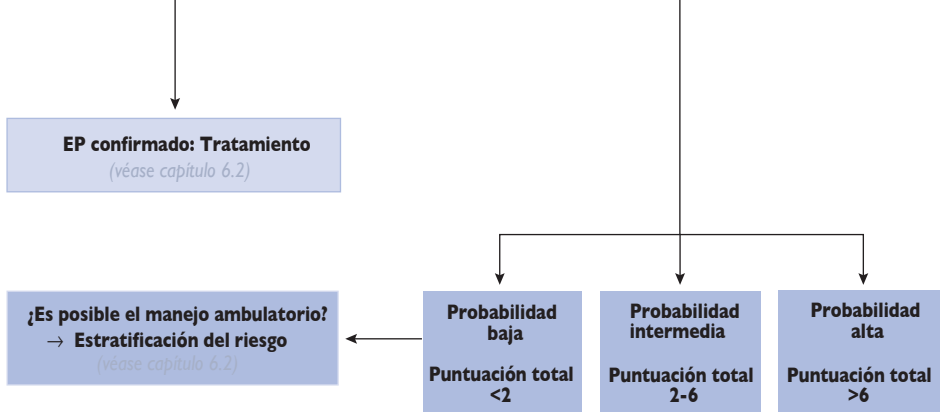 EP confirmado: Tratamiento
(véase capítulo 6.2)
¿Es posible el manejo ambulatorio?
→ Estratificación del riesgo
(véase capítulo 6.2)
Probabilidad
baja
Puntuación total
<2
Probabilidad
intermedia
Puntuación total
2-6
Probabilidad
alta
Puntuación total
>6